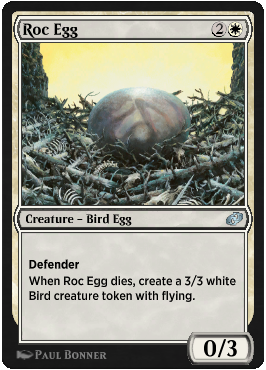 Roc Egg 2
Creature – Bird Egg
Defender
When Roc Egg dies, create a 3/3 white
Bird creature token with flying.
0/3
Paul Bonner